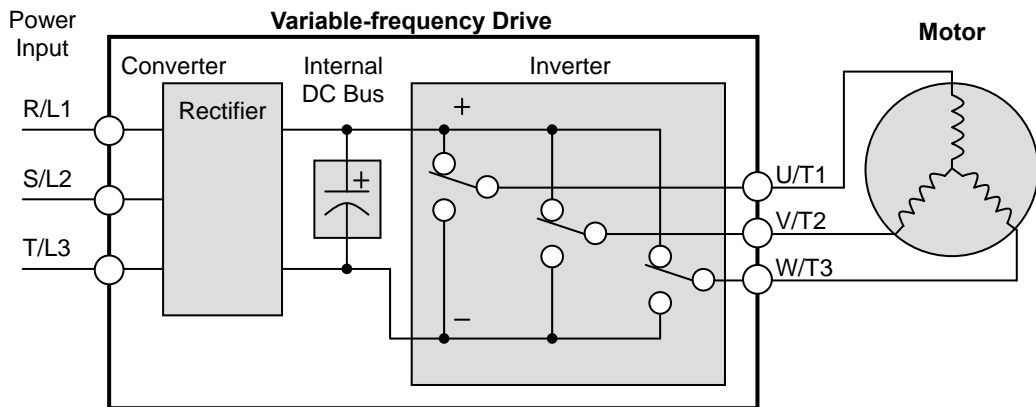 Power
Input
Variable-frequency Drive
Motor
Converter
Internal
DC Bus
Inverter
Rectifier
R/L1
S/L2
T/L3
+
+
−
U/T1
V/T2
W/T3